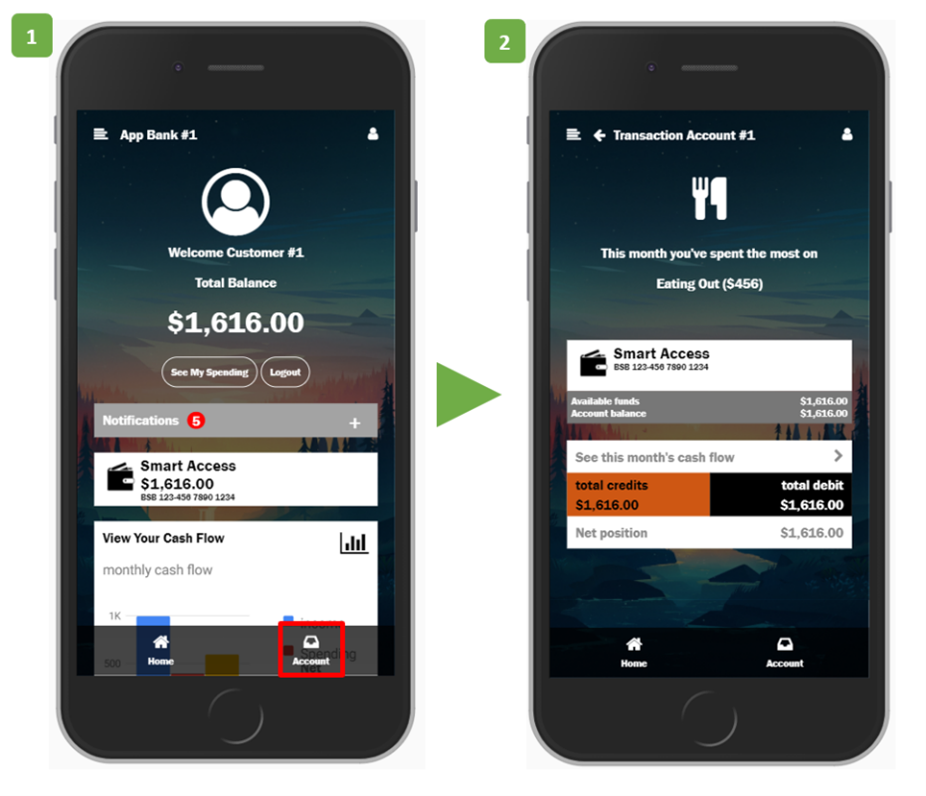 1
App Bank #1
Welcome Customer #1
Total Balance
$1,616.00
See My Spending
Logout
Notifications 5 +
Smart Access
$1,616.00
BSB 123-456 7890 1234
View Your Cash Flow
monthly cash flow
1K
Income
500
Spending
Net
Home
Account
2
Transaction Account #1
This month you've spent the most on
Eating Out ($456)
Smart Access
BSB 123-456 7890 1234
Available funds $1,616.00
Account balance $1,616.00
See this month's cash flow
total credits total debit
$1,616.00 $1,616.00
Net position $1,616.00
Home
Account